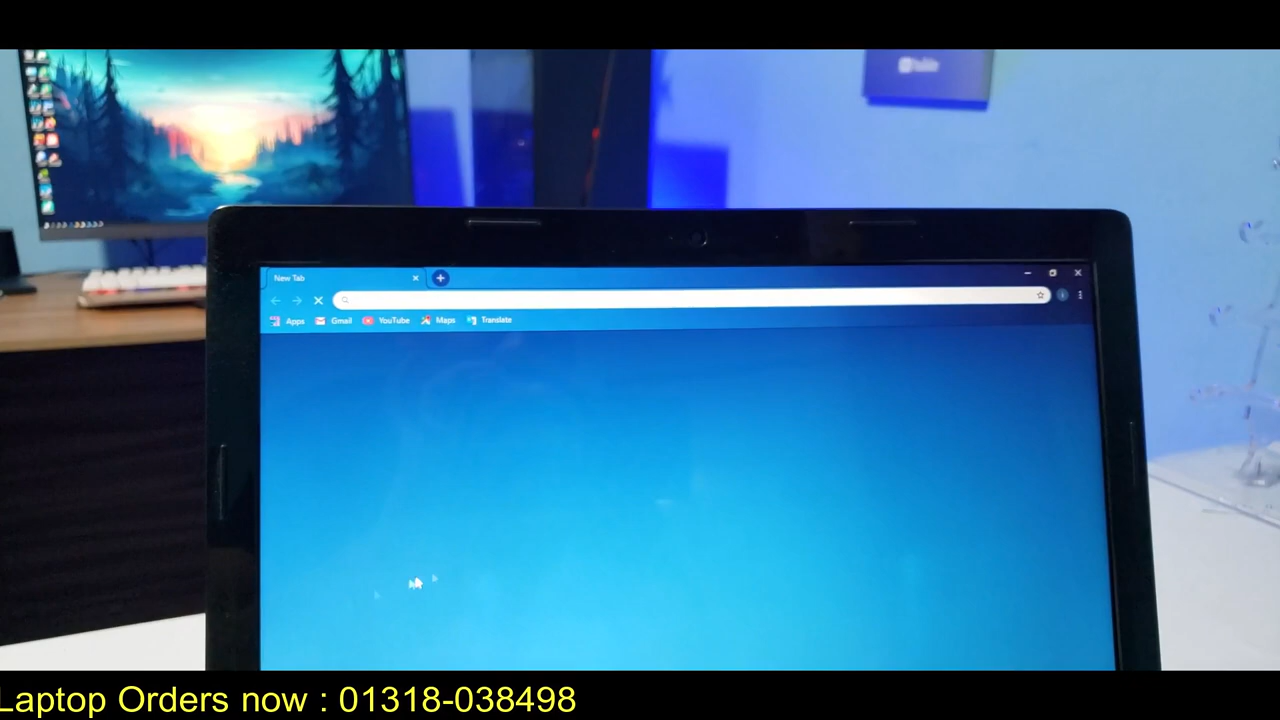 New Tab
Apps Gmail YouTube Maps Translate
Laptop Orders now : 01318-038498